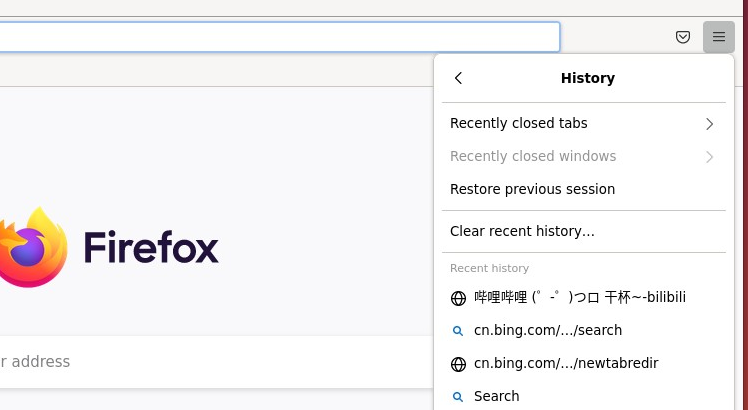 History
Recently closed tabs
Recently closed windows
Restore previous session
Clear recent history...
Recent history
哔哩哔哩 (゜-゜)つロ 干杯~-bilibili
cn.bing.com/.../search
cn.bing.com/.../newtabredir
Search
Firefox
r address